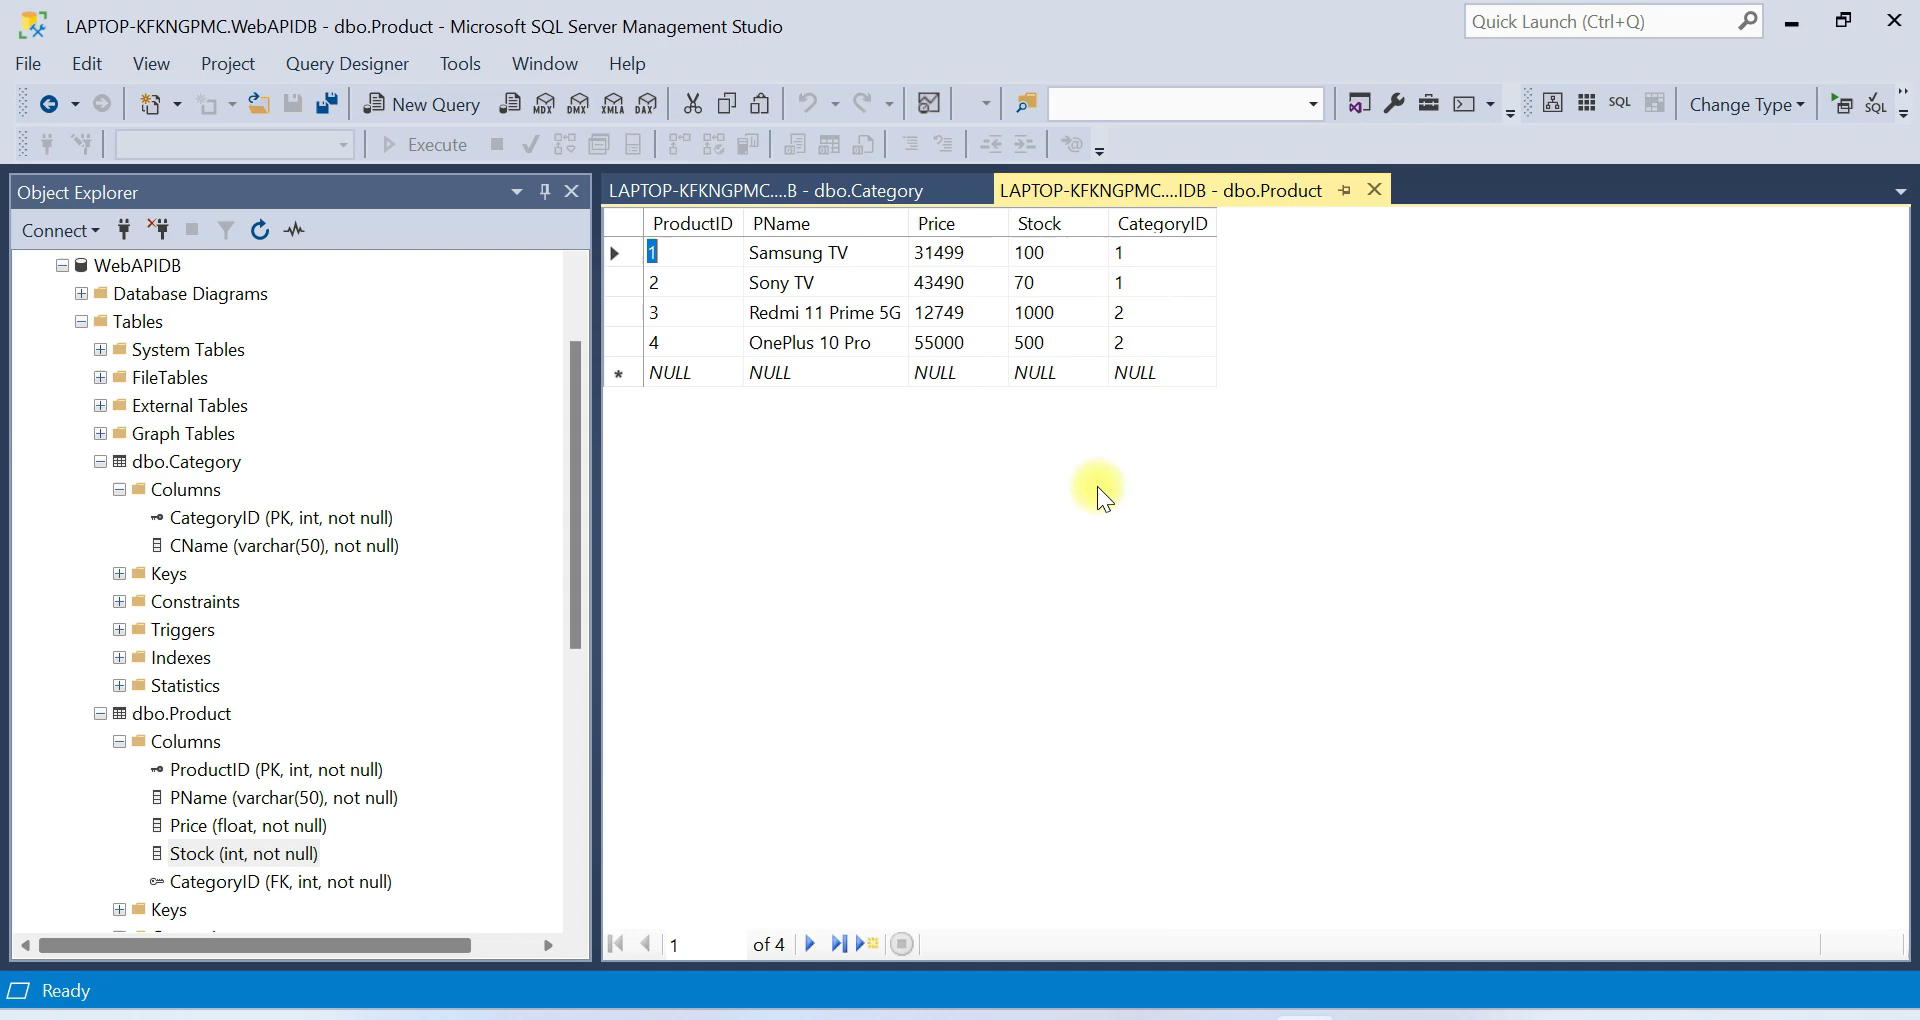 LAPTOP-KFKNGPMC.WebAPIDB - dbo.Product - Microsoft SQL Server Management Studio
Quick Launch (Ctrl+Q)
File Edit View Project Query Designer Tools Window Help
New Query MDX DMX XMLA DAX SQL Change Type SQL
Execute
Object Explorer
LAPTOP-KFKNGPMC....B - dbo.Category
LAPTOP-KFKNGPMC....IDB - dbo.Product
Connect
WebAPIDB
Database Diagrams
Tables
System Tables
FileTables
External Tables
Graph Tables
dbo.Category
Columns
CategoryID (PK, int, not null)
CName (varchar(50), not null)
Keys
Constraints
Triggers
Indexes
Statistics
dbo.Product
Columns
ProductID (PK, int, not null)
PName (varchar(50), not null)
Price (float, not null)
Stock (int, not null)
CategoryID (FK, int, not null)
Keys
ProductID PName Price Stock CategoryID
1 Samsung TV 31499 100 1
2 Sony TV 43490 70 1
3 Redmi 11 Prime 5G 12749 1000 2
4 OnePlus 10 Pro 55000 500 2
NULL NULL NULL NULL NULL
1 of 4
Ready